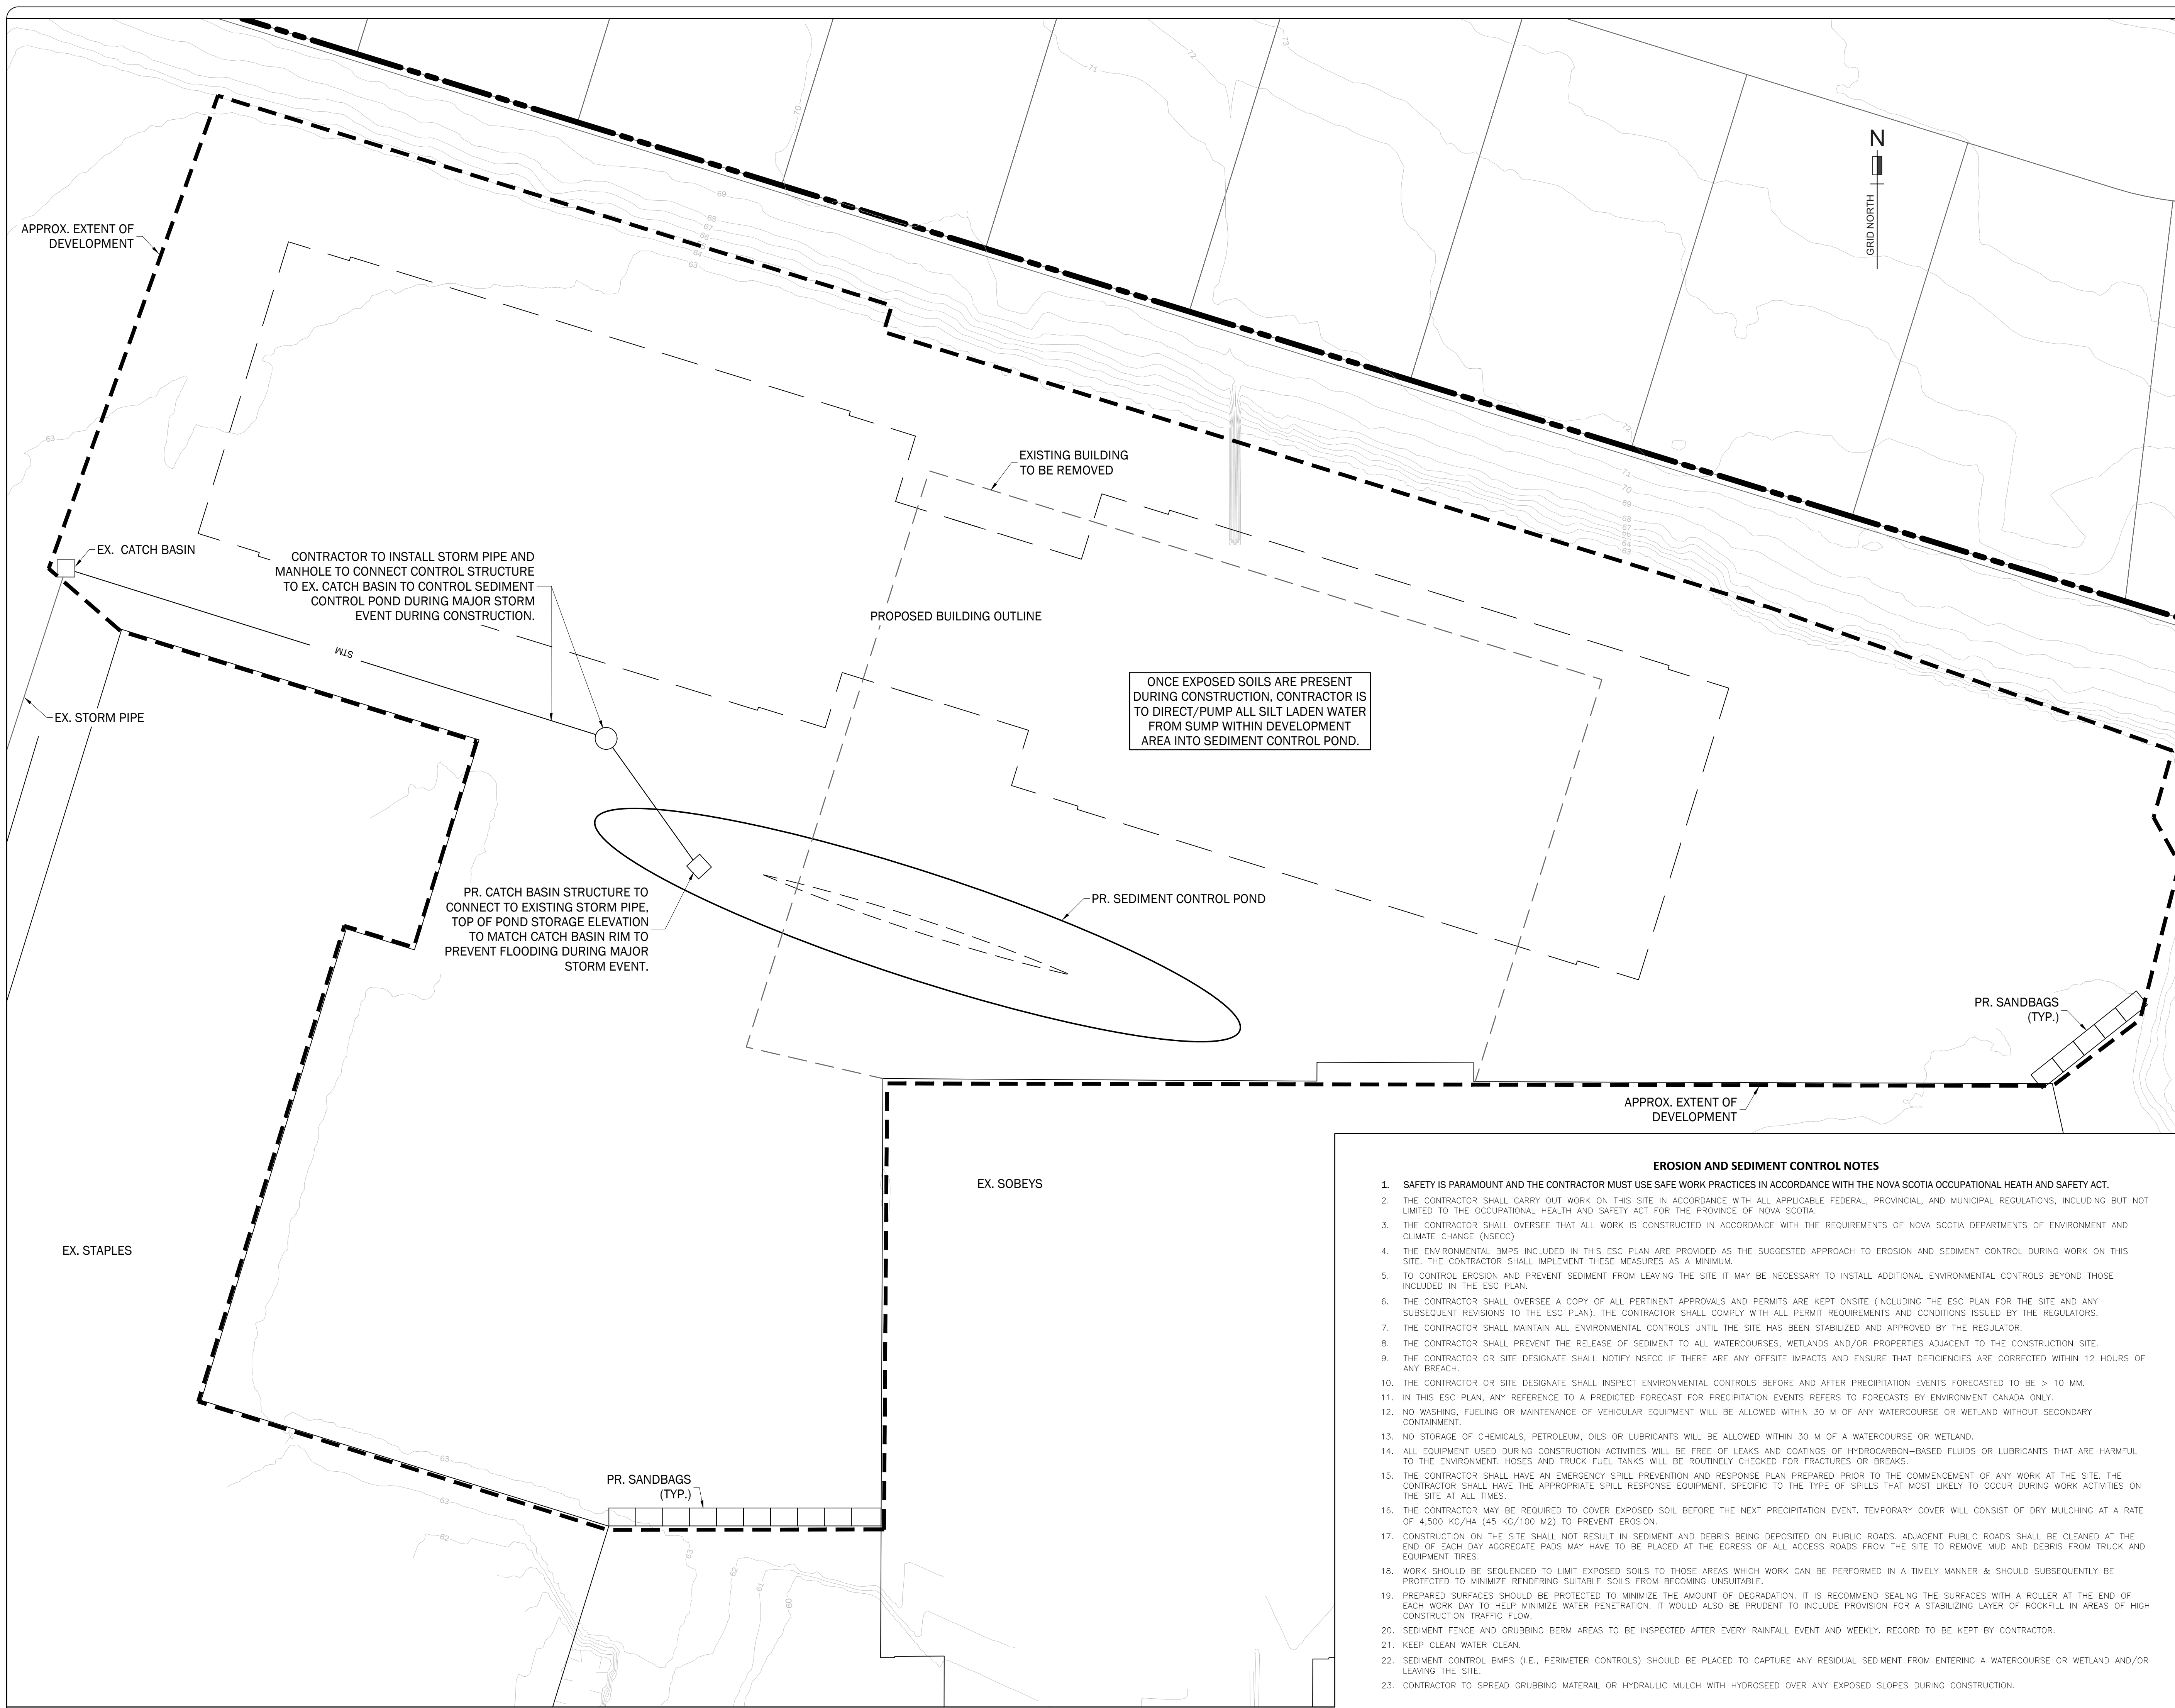 71
72
73
70
N
GRID NORTH
69
68
67
66
64
63
APPROX. EXTENT OF
DEVELOPMENT
63
EXISTING BUILDING
TO BE REMOVED
72
71
70
69
68
67
64
63
EX. CATCH BASIN
CONTRACTOR TO INSTALL STORM PIPE AND
MANHOLE TO CONNECT CONTROL STRUCTURE
TO EX. CATCH BASIN TO CONTROL SEDIMENT
CONTROL POND DURING MAJOR STORM
EVENT DURING CONSTRUCTION.
PROPOSED BUILDING OUTLINE
STM
EX. STORM PIPE
ONCE EXPOSED SOILS ARE PRESENT
DURING CONSTRUCTION, CONTRACTOR IS
TO DIRECT/PUMP ALL SILT LADEN WATER
FROM SUMP WITHIN DEVELOPMENT
AREA INTO SEDIMENT CONTROL POND.
PR. CATCH BASIN STRUCTURE TO
CONNECT TO EXISTING STORM PIPE,
TOP OF POND STORAGE ELEVATION
TO MATCH CATCH BASIN RIM TO
PREVENT FLOODING DURING MAJOR
STORM EVENT.
PR. SEDIMENT CONTROL POND
PR. SANDBAGS
(TYP.)
APPROX. EXTENT OF
DEVELOPMENT
EX. SOBEYS
EX. STAPLES
63
63
62
PR. SANDBAGS
(TYP.)
63
62
61
60
EROSION AND SEDIMENT CONTROL NOTES
1. SAFETY IS PARAMOUNT AND THE CONTRACTOR MUST USE SAFE WORK PRACTICES IN ACCORDANCE WITH THE NOVA SCOTIA OCCUPATIONAL HEATH AND SAFETY ACT.
2. THE CONTRACTOR SHALL CARRY OUT WORK ON THIS SITE IN ACCORDANCE WITH ALL APPLICABLE FEDERAL, PROVINCIAL, AND MUNICIPAL REGULATIONS, INCLUDING BUT NOT
LIMITED TO THE OCCUPATIONAL HEALTH AND SAFETY ACT FOR THE PROVINCE OF NOVA SCOTIA.
3. THE CONTRACTOR SHALL OVERSEE THAT ALL WORK IS CONSTRUCTED IN ACCORDANCE WITH THE REQUIREMENTS OF NOVA SCOTIA DEPARTMENTS OF ENVIRONMENT AND
CLIMATE CHANGE (NSECC)
4. THE ENVIRONMENTAL BMPS INCLUDED IN THIS ESC PLAN ARE PROVIDED AS THE SUGGESTED APPROACH TO EROSION AND SEDIMENT CONTROL DURING WORK ON THIS
SITE. THE CONTRACTOR SHALL IMPLEMENT THESE MEASURES AS A MINIMUM.
5. TO CONTROL EROSION AND PREVENT SEDIMENT FROM LEAVING THE SITE IT MAY BE NECESSARY TO INSTALL ADDITIONAL ENVIRONMENTAL CONTROLS BEYOND THOSE
INCLUDED IN THE ESC PLAN.
6. THE CONTRACTOR SHALL OVERSEE A COPY OF ALL PERTINENT APPROVALS AND PERMITS ARE KEPT ONSITE (INCLUDING THE ESC PLAN FOR THE SITE AND ANY
SUBSEQUENT REVISIONS TO THE ESC PLAN). THE CONTRACTOR SHALL COMPLY WITH ALL PERMIT REQUIREMENTS AND CONDITIONS ISSUED BY THE REGULATORS.
7. THE CONTRACTOR SHALL MAINTAIN ALL ENVIRONMENTAL CONTROLS UNTIL THE SITE HAS BEEN STABILIZED AND APPROVED BY THE REGULATOR.
8. THE CONTRACTOR SHALL PREVENT THE RELEASE OF SEDIMENT TO ALL WATERCOURSES, WETLANDS AND/OR PROPERTIES ADJACENT TO THE CONSTRUCTION SITE.
9. THE CONTRACTOR OR SITE DESIGNATE SHALL NOTIFY NSECC IF THERE ARE ANY OFFSITE IMPACTS AND ENSURE THAT DEFICIENCIES ARE CORRECTED WITHIN 12 HOURS OF
ANY BREACH.
10. THE CONTRACTOR OR SITE DESIGNATE SHALL INSPECT ENVIRONMENTAL CONTROLS BEFORE AND AFTER PRECIPITATION EVENTS FORECASTED TO BE > 10 MM.
11. IN THIS ESC PLAN, ANY REFERENCE TO A PREDICTED FORECAST FOR PRECIPITATION EVENTS REFERS TO FORECASTS BY ENVIRONMENT CANADA ONLY.
12. NO WASHING, FUELING OR MAINTENANCE OF VEHICULAR EQUIPMENT WILL BE ALLOWED WITHIN 30 M OF ANY WATERCOURSE OR WETLAND WITHOUT SECONDARY
CONTAINMENT.
13. NO STORAGE OF CHEMICALS, PETROLEUM, OILS OR LUBRICANTS WILL BE ALLOWED WITHIN 30 M OF A WATERCOURSE OR WETLAND.
14. ALL EQUIPMENT USED DURING CONSTRUCTION ACTIVITIES WILL BE FREE OF LEAKS AND COATINGS OF HYDROCARBON-BASED FLUIDS OR LUBRICANTS THAT ARE HARMFUL
TO THE ENVIRONMENT. HOSES AND TRUCK FUEL TANKS WILL BE ROUTINELY CHECKED FOR FRACTURES OR BREAKS.
15. THE CONTRACTOR SHALL HAVE AN EMERGENCY SPILL PREVENTION AND RESPONSE PLAN PREPARED PRIOR TO THE COMMENCEMENT OF ANY WORK AT THE SITE. THE
CONTRACTOR SHALL HAVE THE APPROPRIATE SPILL RESPONSE EQUIPMENT, SPECIFIC TO THE TYPE OF SPILLS THAT MOST LIKELY TO OCCUR DURING WORK ACTIVITIES ON
THE SITE AT ALL TIMES.
16. THE CONTRACTOR MAY BE REQUIRED TO COVER EXPOSED SOIL BEFORE THE NEXT PRECIPITATION EVENT. TEMPORARY COVER WILL CONSIST OF DRY MULCHING AT A RATE
OF 4,500 KG/HA (45 KG/100 M2) TO PREVENT EROSION.
17. CONSTRUCTION ON THE SITE SHALL NOT RESULT IN SEDIMENT AND DEBRIS BEING DEPOSITED ON PUBLIC ROADS. ADJACENT PUBLIC ROADS SHALL BE CLEANED AT THE
END OF EACH DAY AGGREGATE PADS MAY HAVE TO BE PLACED AT THE EGRESS OF ALL ACCESS ROADS FROM THE SITE TO REMOVE MUD AND DEBRIS FROM TRUCK AND
EQUIPMENT TIRES.
18. WORK SHOULD BE SEQUENCED TO LIMIT EXPOSED SOILS TO THOSE AREAS WHICH WORK CAN BE PERFORMED IN A TIMELY MANNER & SHOULD SUBSEQUENTLY BE
PROTECTED TO MINIMIZE RENDERING SUITABLE SOILS FROM BECOMING UNSUITABLE.
19. PREPARED SURFACES SHOULD BE PROTECTED TO MINIMIZE THE AMOUNT OF DEGRADATION. IT IS RECOMMEND SEALING THE SURFACES WITH A ROLLER AT THE END OF
EACH WORK DAY TO HELP MINIMIZE WATER PENETRATION. IT WOULD ALSO BE PRUDENT TO INCLUDE PROVISION FOR A STABILIZING LAYER OF ROCKFILL IN AREAS OF HIGH
CONSTRUCTION TRAFFIC FLOW.
20. SEDIMENT FENCE AND GRUBBING BERM AREAS TO BE INSPECTED AFTER EVERY RAINFALL EVENT AND WEEKLY. RECORD TO BE KEPT BY CONTRACTOR.
21. KEEP CLEAN WATER CLEAN.
22. SEDIMENT CONTROL BMPS (I.E., PERIMETER CONTROLS) SHOULD BE PLACED TO CAPTURE ANY RESIDUAL SEDIMENT FROM ENTERING A WATERCOURSE OR WETLAND AND/OR
LEAVING THE SITE.
23. CONTRACTOR TO SPREAD GRUBBING MATERAIL OR HYDRAULIC MULCH WITH HYDROSEED OVER ANY EXPOSED SLOPES DURING CONSTRUCTION.